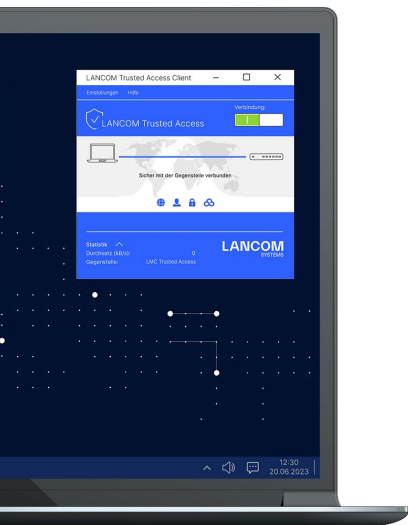 LANCOM Trusted Access Client
Einstellungen Hilfe
Verbindung:
LANCOM Trusted Access
Sicher mit der Gegenstelle verbunden
Statistik
Durchsatz (kB/s): 0
Gegenstelle: LMC Trusted Access
LANCOM
SYSTEMS
12:30
20.06.2023